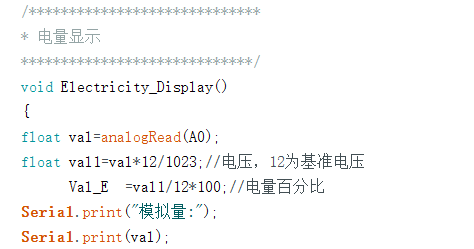 /****************************
* 电量显示
****************************/
void Electricity_Display()
{
float val=analogRead(A0);
float val1=val*12/1023;//电压，12为基准电压
Val_E  =val1/12*100;//电量百分比
Serial.print("模拟量:");
Serial.print(val);